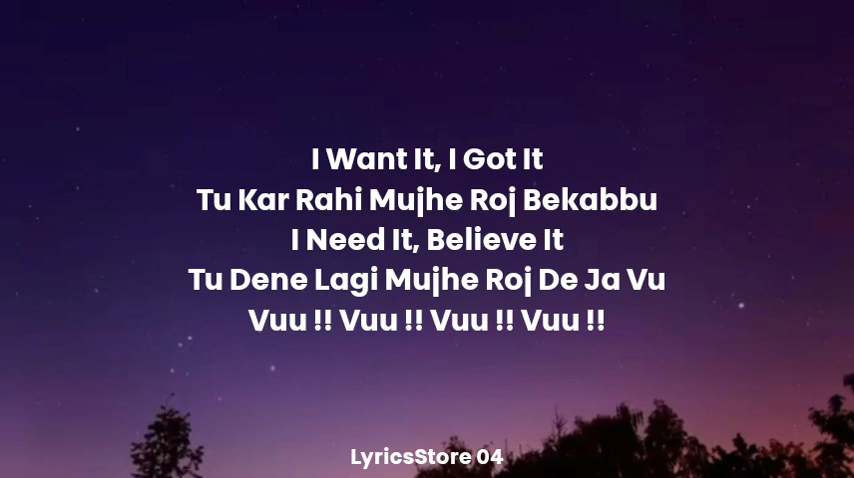 I Want It, I Got It
Tu Kar Rahi Mujhe Roj Bekabbu
I Need It, Believe It
Tu Dene Lagi Mujhe Roj De Ja Vu
Vuu !! Vuu !! Vuu !! Vuu !!
LyricsStore 04